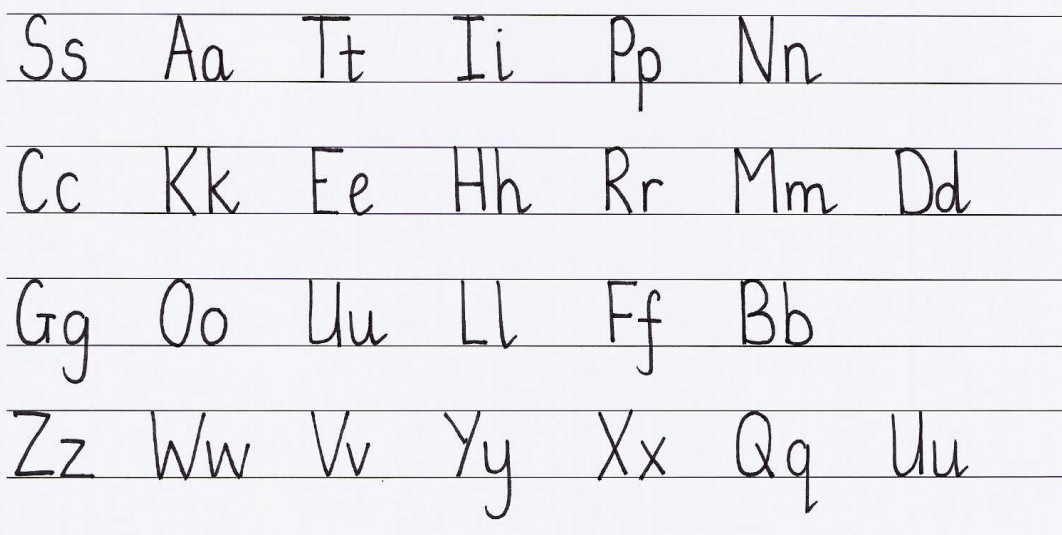 Ss Aa Tt Ii Pp Nn
Cc Kk Ee Hh Rr Mm Dd
Gg Oo Uu Ll Ff Bb
Zz Ww Vv Yy Xx Qq Uu